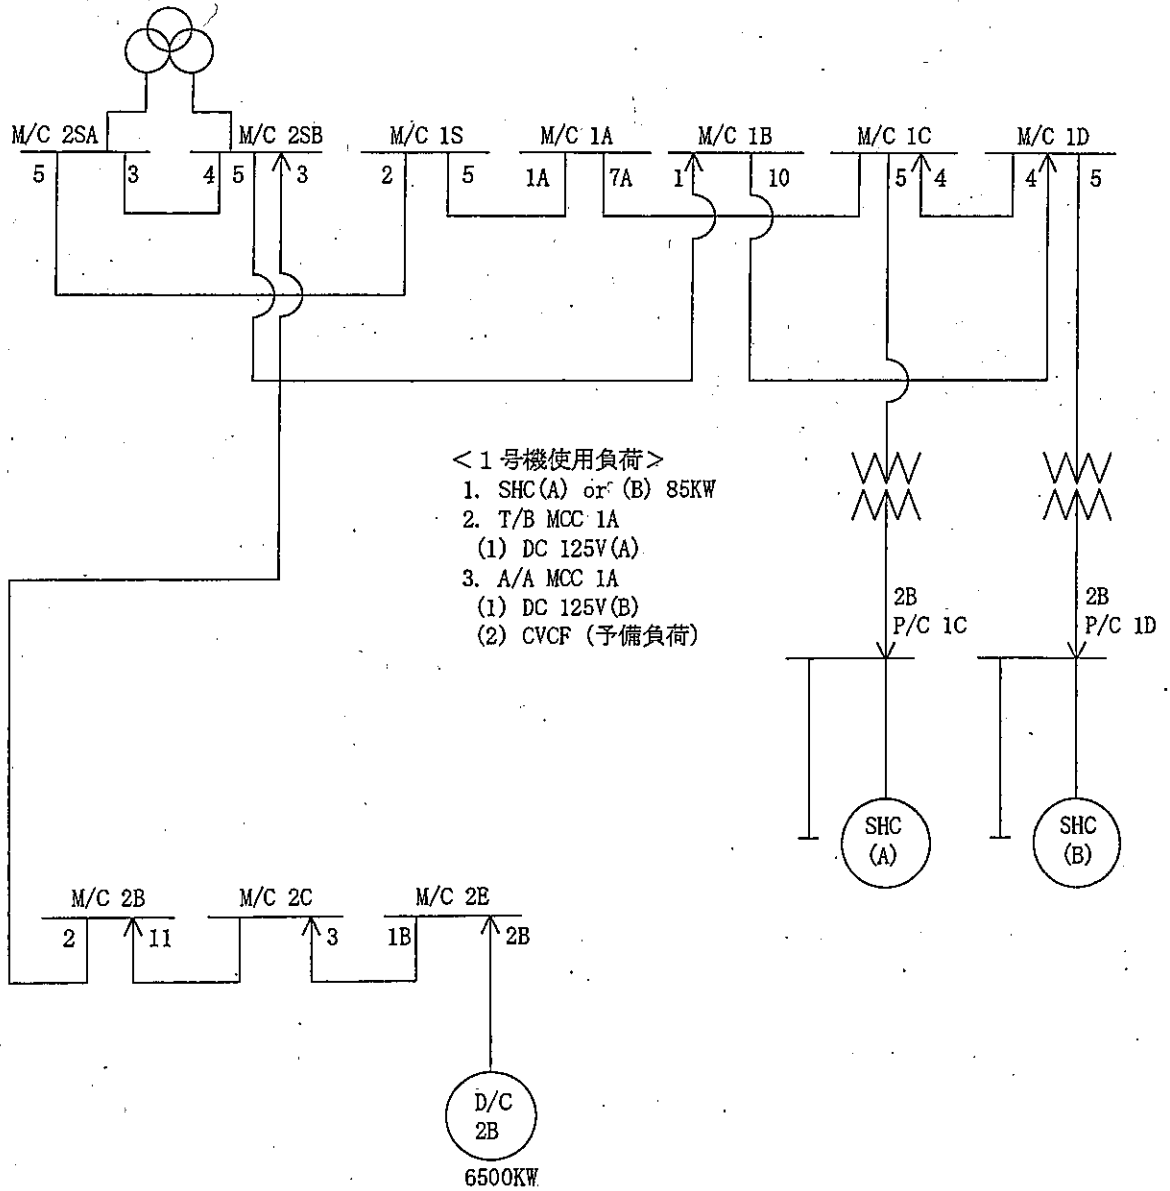 M/C 2SA
M/C 2SB
M/C 1S
M/C 1A
M/C 1B
M/C 1C
M/C 1D
5
3
4
5
3
2
5
1A
7A
1
10
5
4
4
5
<1号機使用負荷>
1. SHC(A) or (B) 85KW
2. T/B MCC 1A
(1) DC 125V(A)
3. A/A MCC 1A
(1) DC 125V(B)
(2) CVCF (予備負荷)
2B
P/C 1C
2B
P/C 1D
SHC
(A)
SHC
(B)
M/C 2B
M/C 2C
M/C 2E
2
11
3
1B
2B
D/C
2B
6500KW